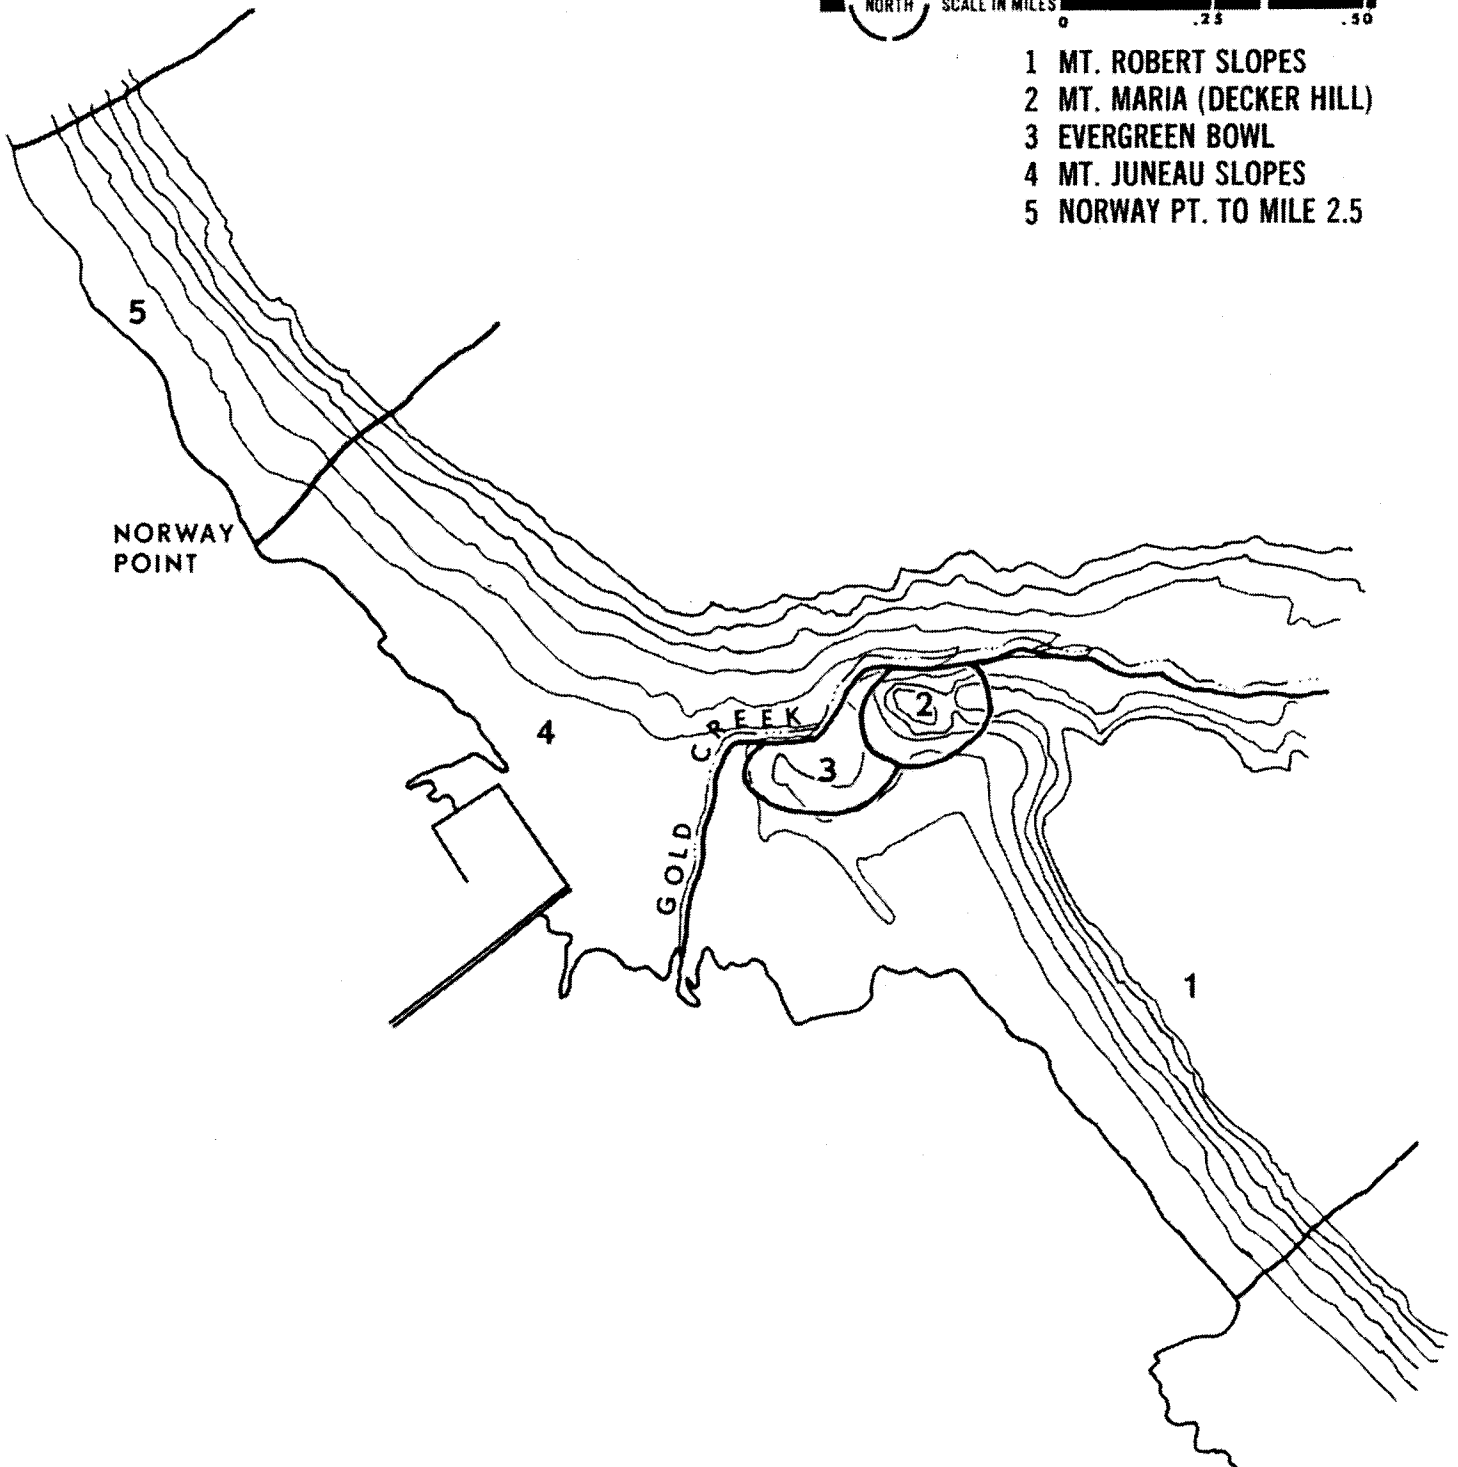 NORTH SCALE IN MILES
0 .25 .50
1 MT. ROBERT SLOPES
2 MT. MARIA (DECKER HILL)
3 EVERGREEN BOWL
4 MT. JUNEAU SLOPES
5 NORWAY PT. TO MILE 2.5
5
NORWAY
POINT
4
GOLD CREEK
2
3
1